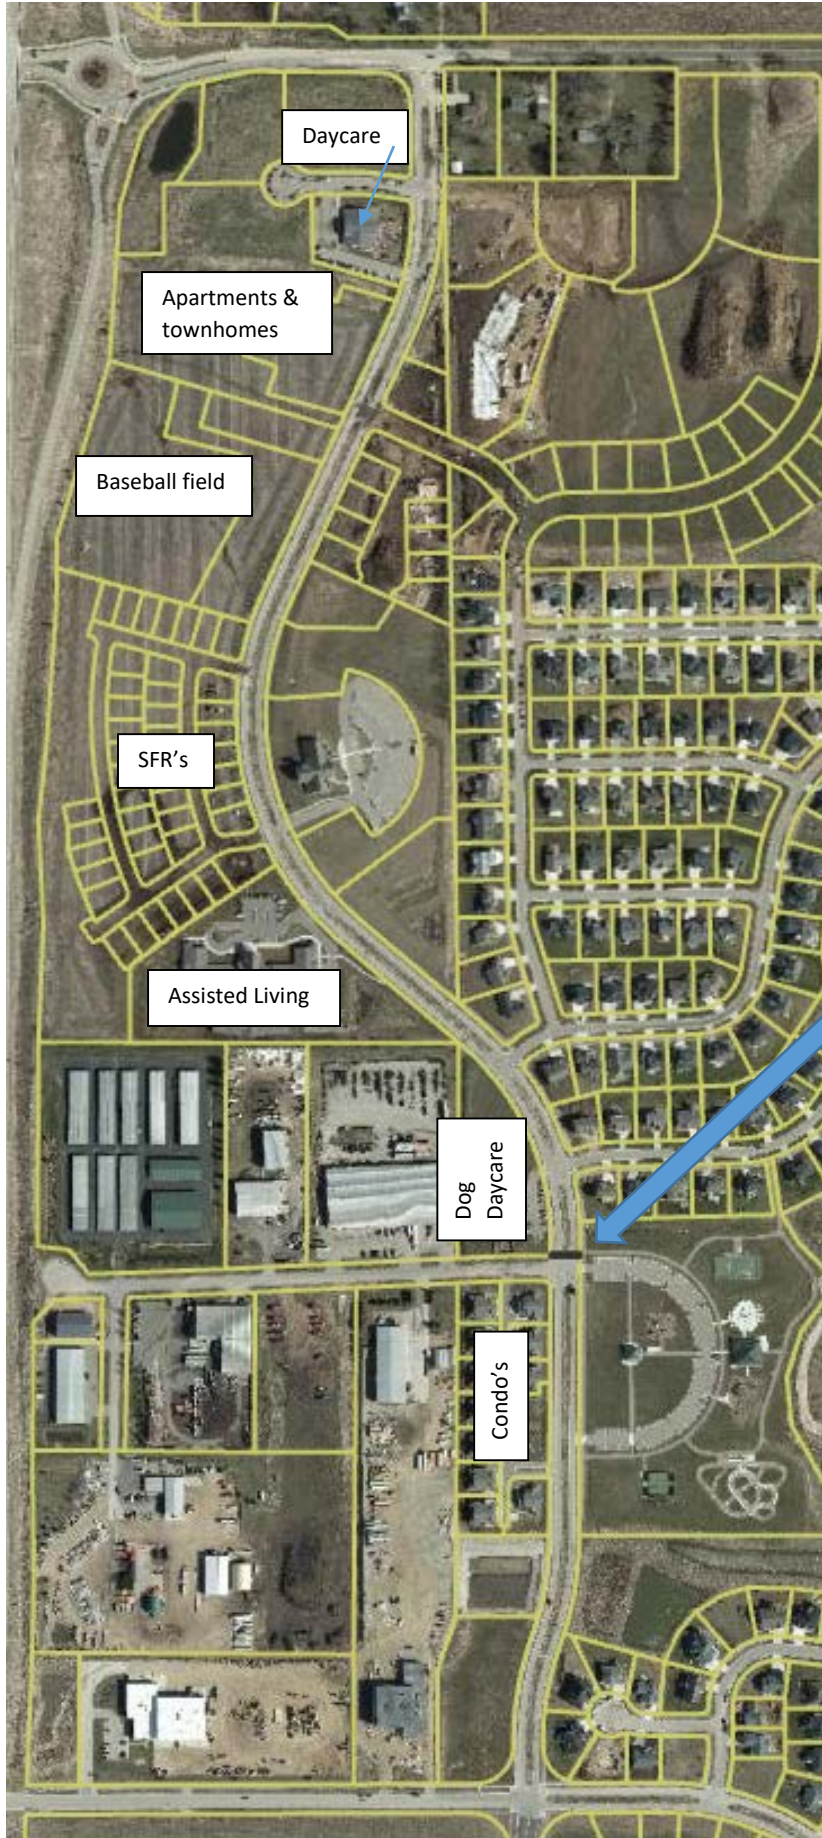 Daycare
Apartments &
townhomes
Baseball field
SFR's
Assisted Living
Dog
Daycare
Condo's